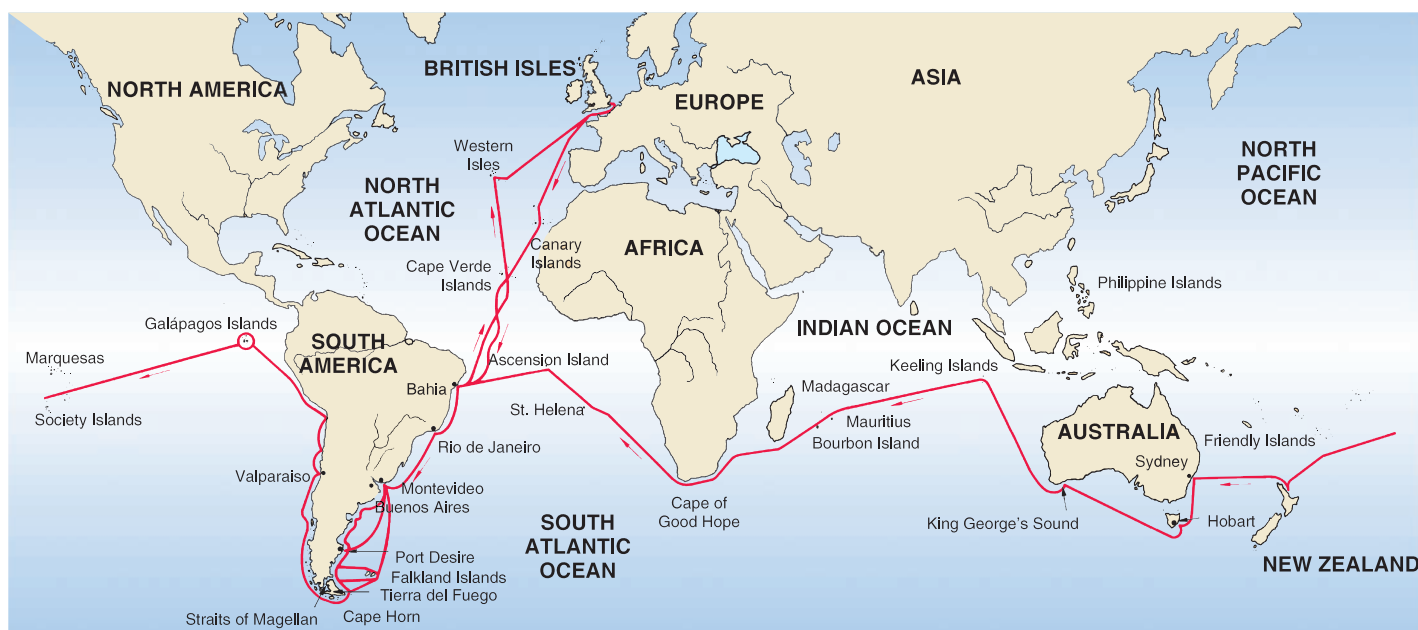 BRITISH ISLES
NORTH AMERICA
EUROPE
ASIA
Western
Isles
NORTH
PACIFIC
OCEAN
NORTH
ATLANTIC
OCEAN
Canary
Islands
AFRICA
Cape Verde
Islands
Philippine Islands
Galápagos Islands
INDIAN OCEAN
SOUTH
AMERICA
Marquesas
Ascension Island
Keeling Islands
Bahia
Madagascar
Society Islands
St. Helena
Mauritius
Bourbon Island
AUSTRALIA
Friendly Islands
Rio de Janeiro
Sydney
Valparaiso
Montevideo
Buenos Aires
Cape of
Good Hope
King George's Sound
Hobart
SOUTH
ATLANTIC
OCEAN
Port Desire
NEW ZEALAND
Falkland Islands
Tierra del Fuego
Straits of Magellan
Cape Horn